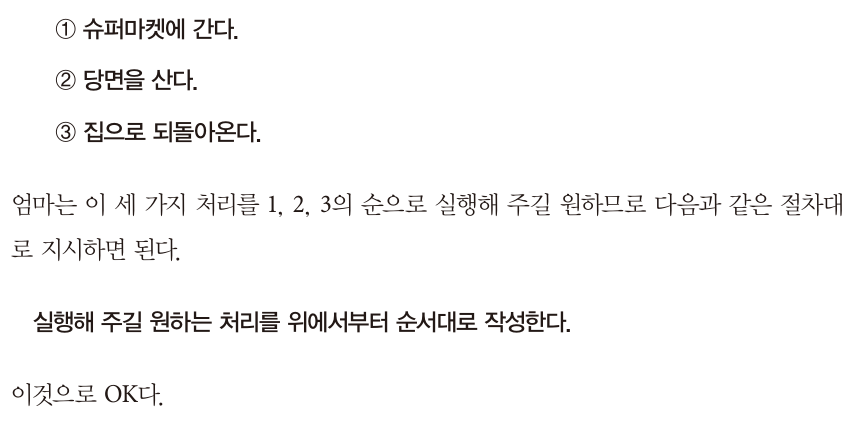 ① 슈퍼마켓에 간다.
② 당면을 산다.
③ 집으로 되돌아온다.
엄마는 이 세 가지 처리를 1, 2, 3의 순으로 실행해 주길 원하므로 다음과 같은 절차대
로 지시하면 된다.
실행해 주길 원하는 처리를 위에서부터 순서대로 작성한다.
이것으로 OK다.